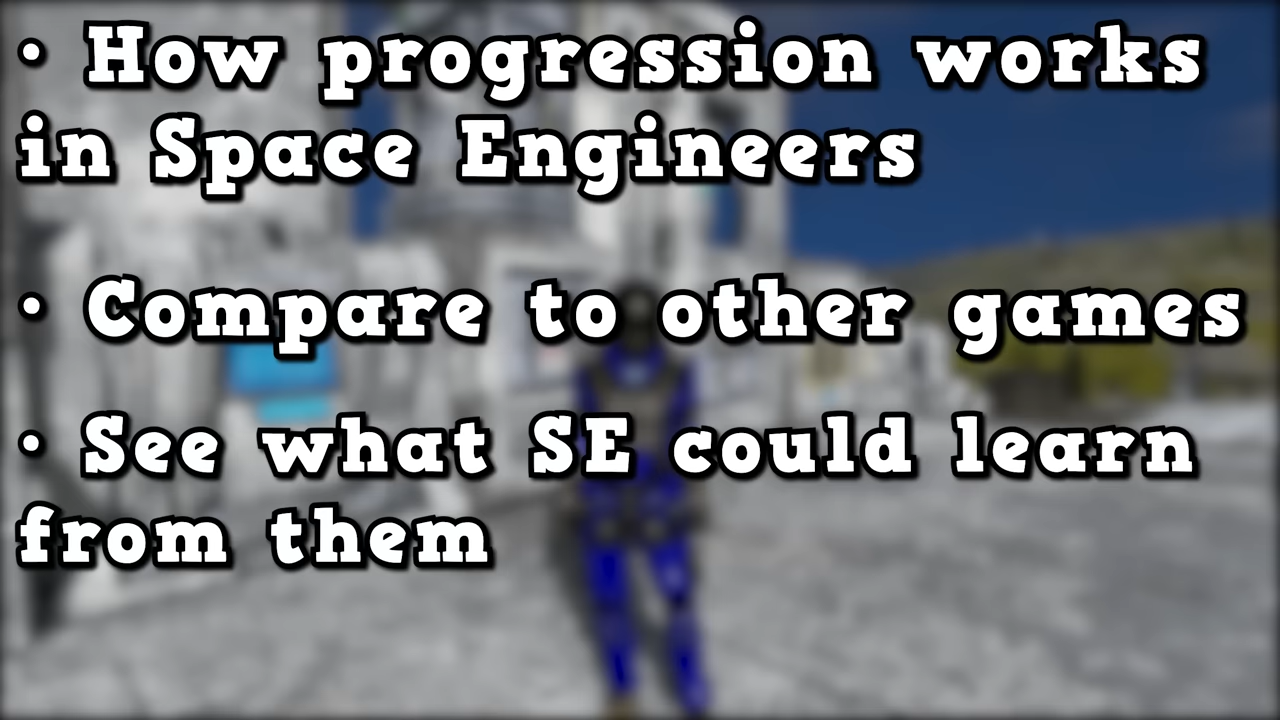 • How progression works
in Space Engineers
• Compare to other games
• See what SE could learn
from them